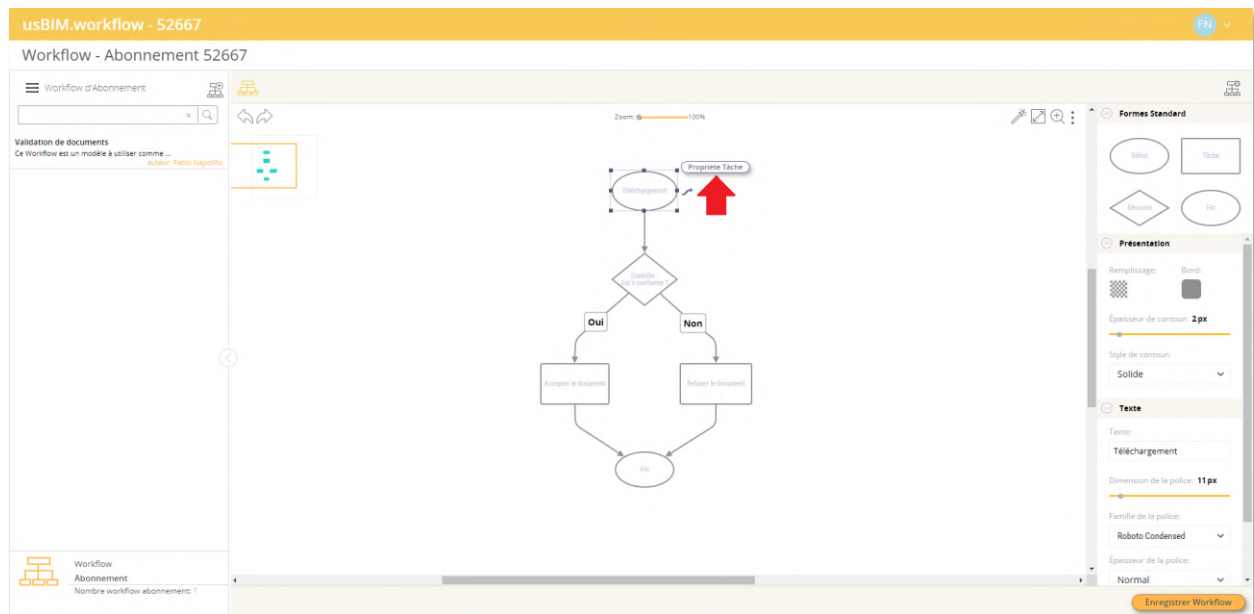 usBIM.workflow - 52667
FN
Workflow - Abonnement 52667
Workflow d'Abonnement
Validation de documents
Ce Workflow est un modèle à utiliser comme ...
auteur: Fabio Napolillo
Zoom:
100%
Propriété Tâche
Téléchargement
Oui
Non
Accepter le document
Refuser le document
Fin
Formes Standard
Début
Tâche
Décision
Fin
Présentation
Remplissage:
Bord:
Épaisseur de contour: 2px
Style de contour:
Solide
Texte
Texte:
Téléchargement
Dimension de la police: 11px
Famille de la police:
Roboto Condensed
Épaisseur de la police:
Normal
Workflow
Abonnement
Nombre workflow abonnement: 1
Enregistrer Workflow